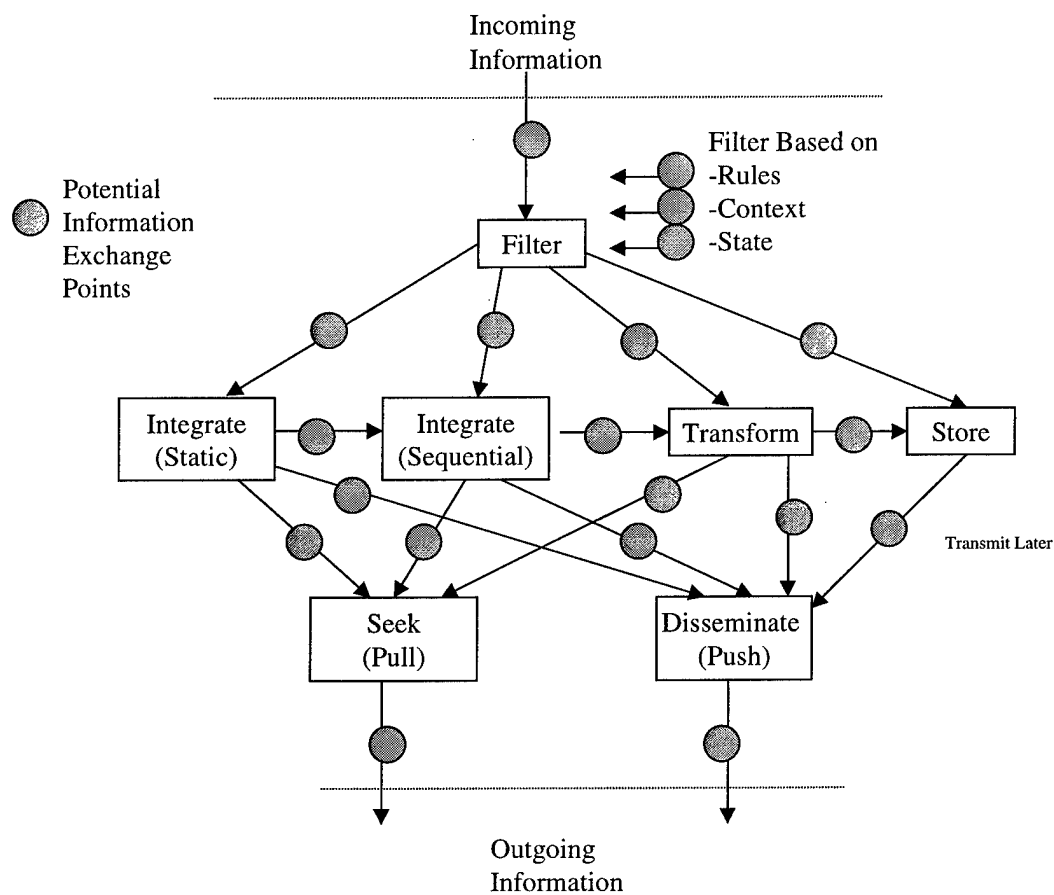 Incoming
Information
Filter Based on
-Rules
-Context
-State
Potential
Information
Exchange
Points
Filter
Integrate
(Static)
Integrate
(Sequential)
Transform
Store
Transmit Later
Seek
(Pull)
Disseminate
(Push)
Outgoing
Information